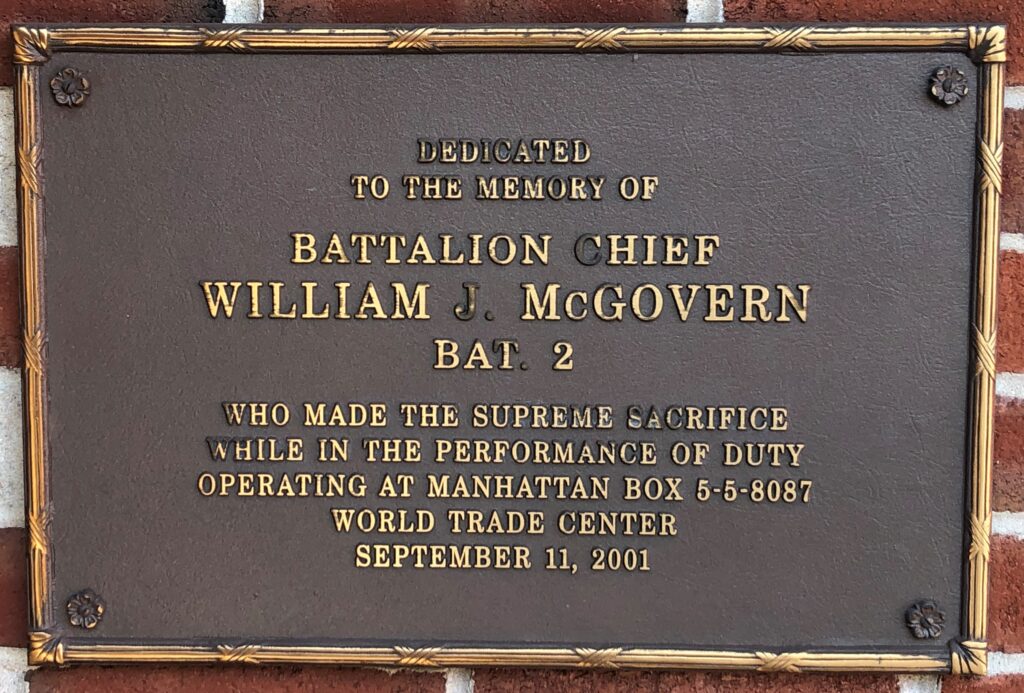 DEDICATED
TO THE MEMORY OF
BATTALION CHIEF
WILLIAM J. McGOVERN
BAT. 2
WHO MADE THE SUPREME SACRIFICE
WHILE IN THE PERFORMANCE OF DUTY
OPERATING AT MANHATTAN BOX 5-5-8087
WORLD TRADE CENTER
SEPTEMBER 11, 2001